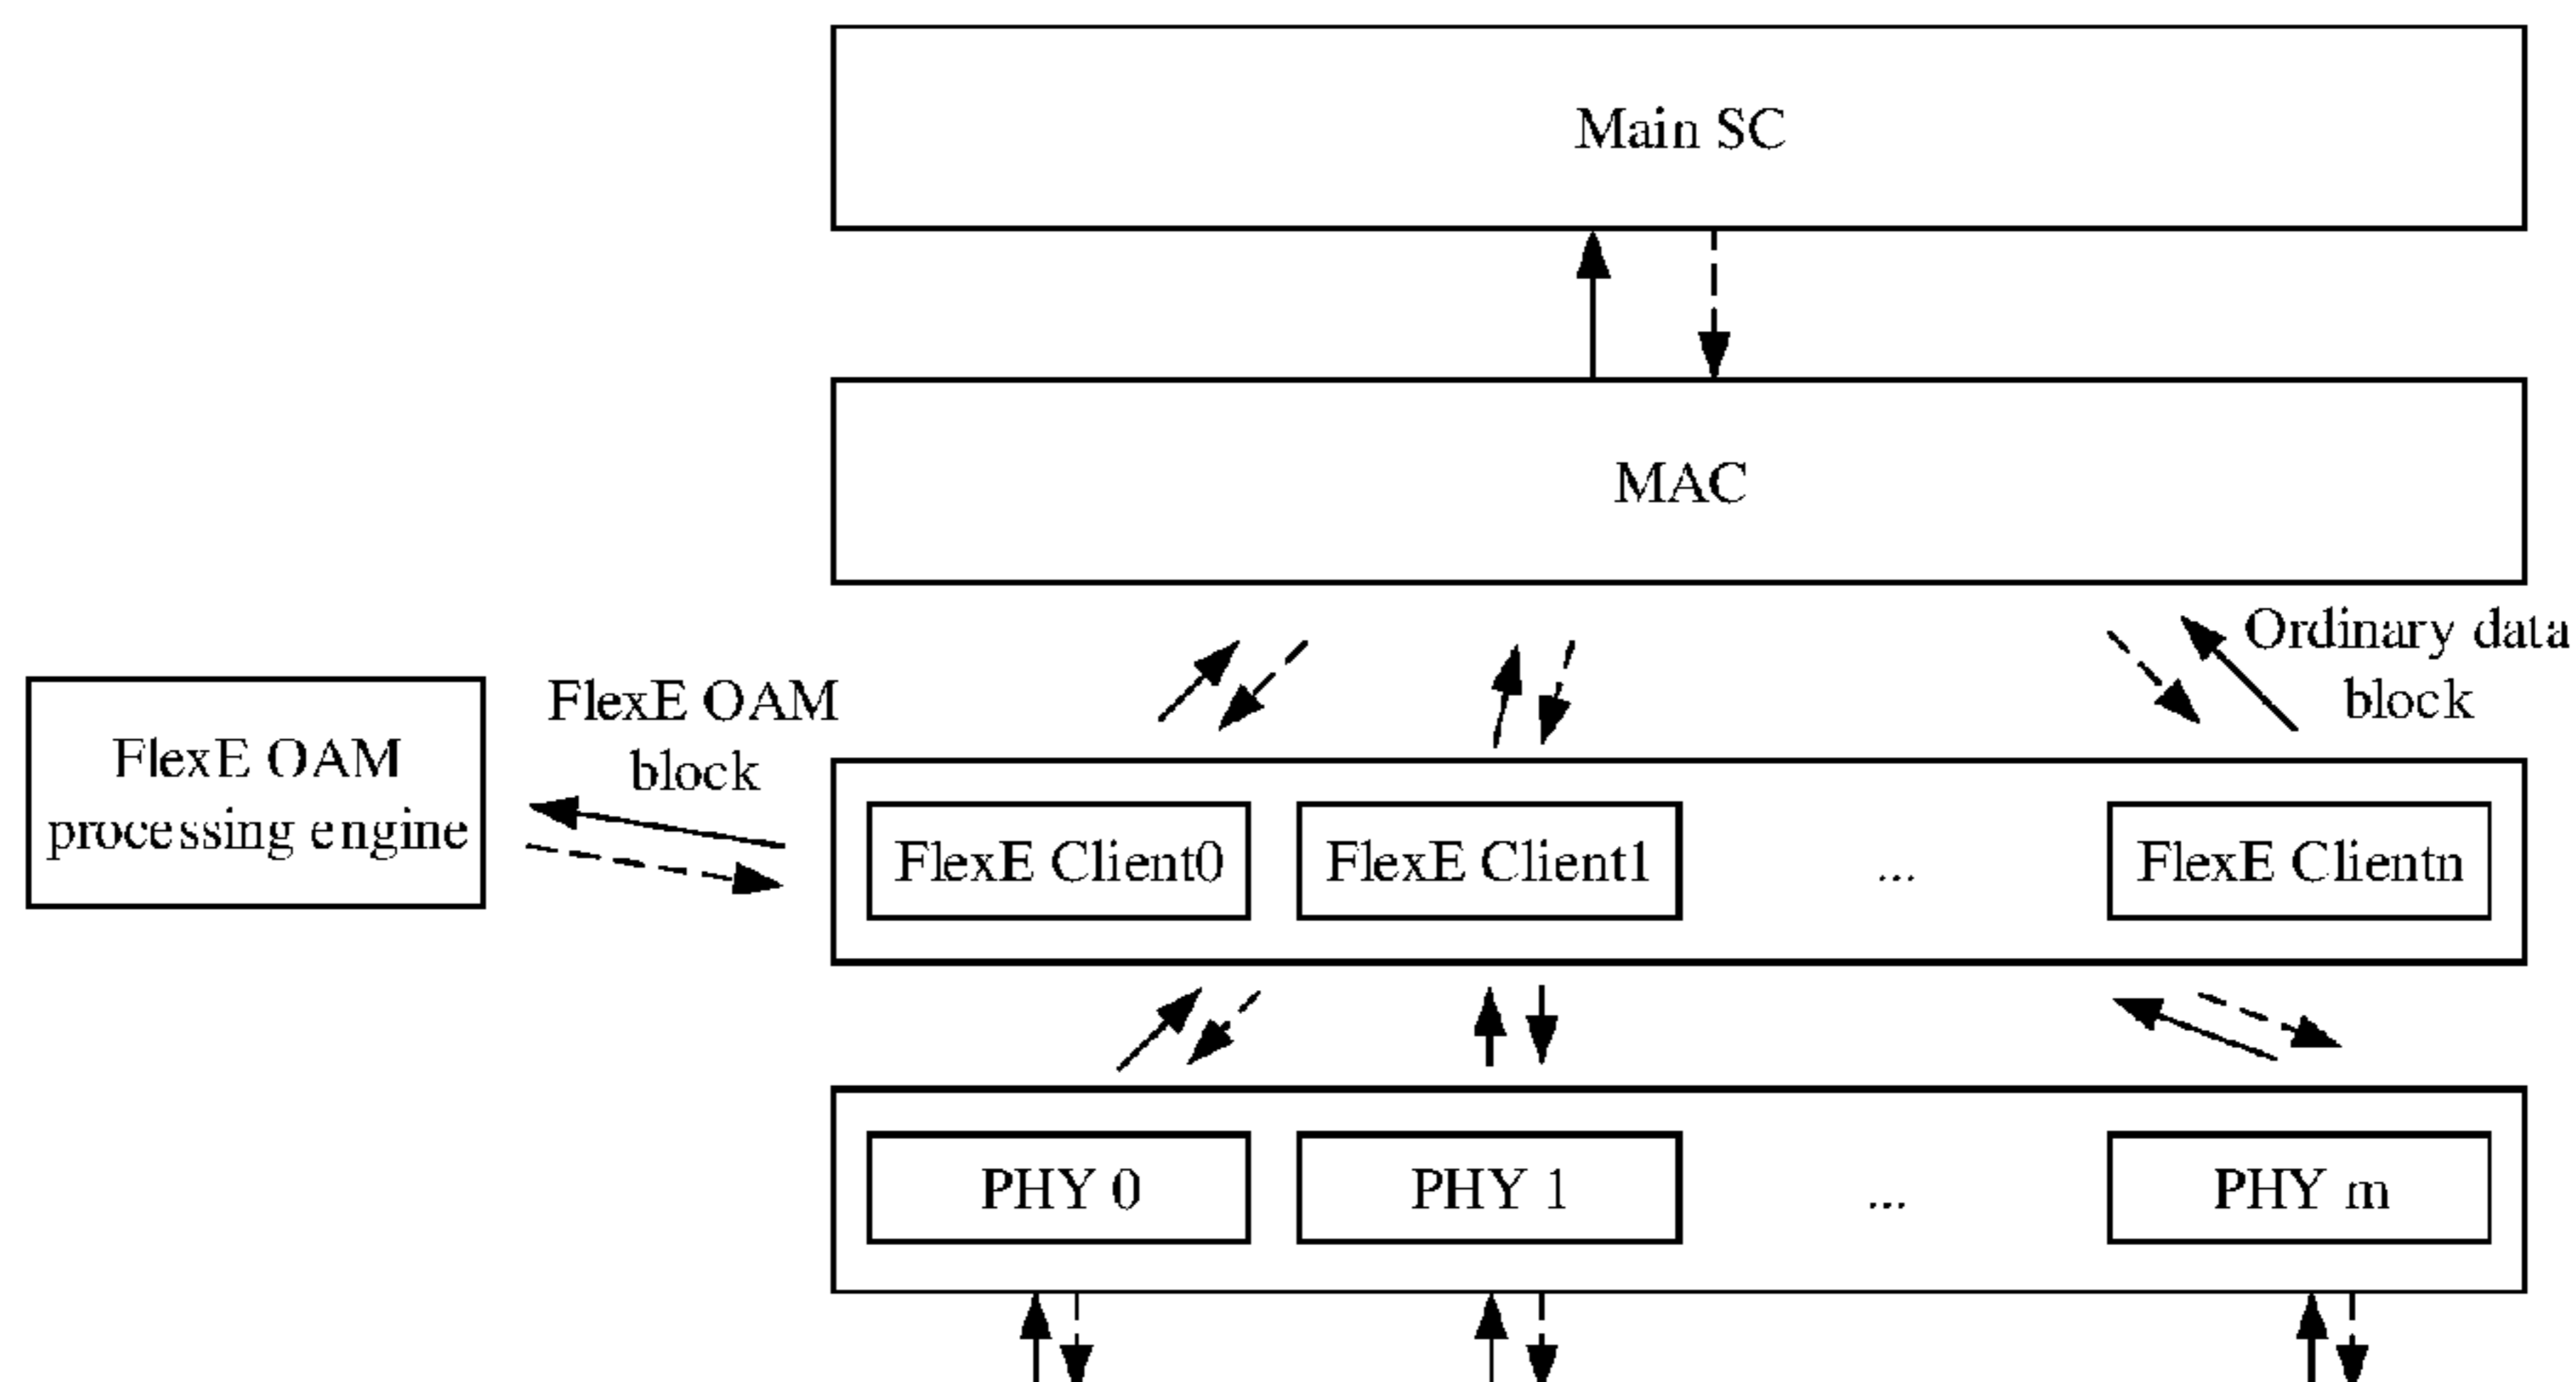 Main SC
MAC
Ordinary data
block
FlexE OAM
block
FlexE OAM
processing engine
FlexE Client0
FlexE Client1
...
FlexE Clientn
PHY 0
PHY 1
...
PHY m